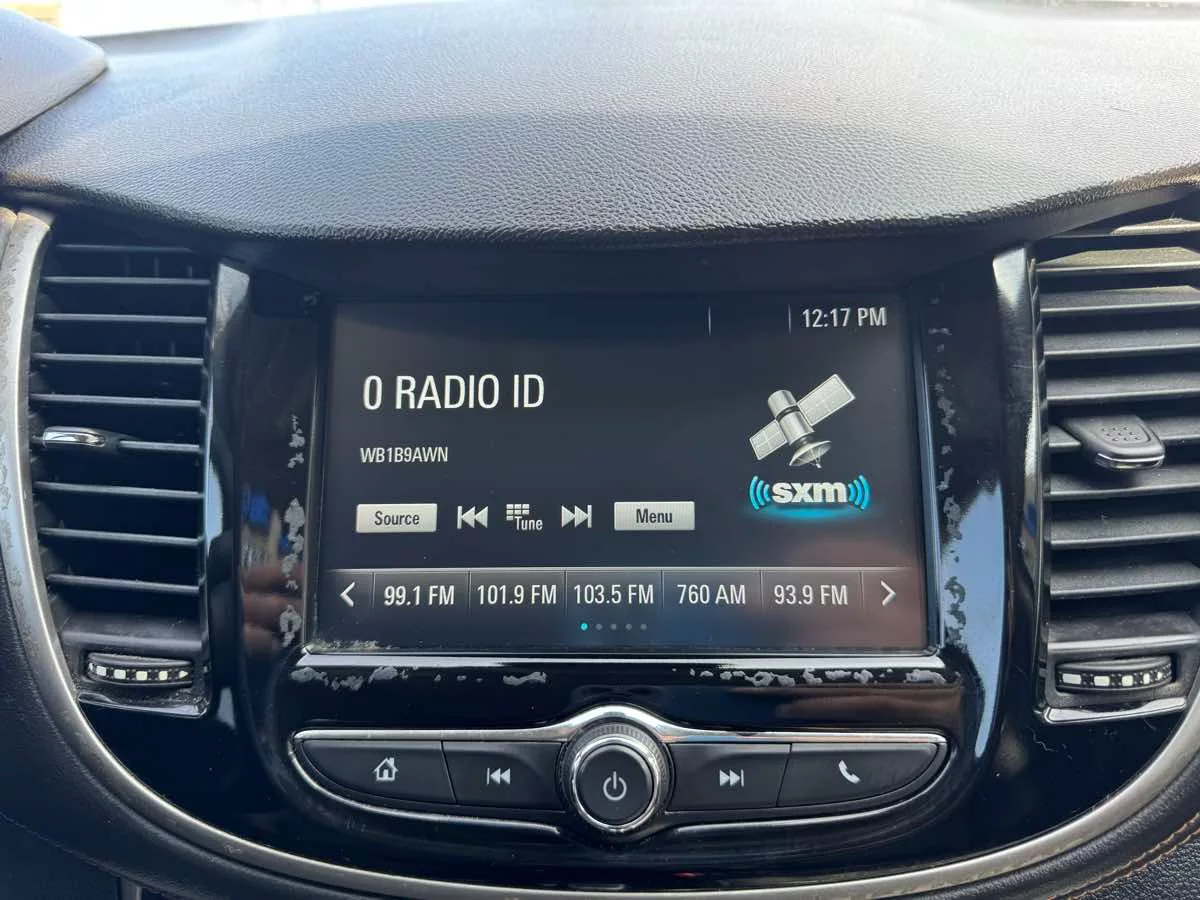 12:17 PM
0 RADIO ID
WB1B9AWN
sxm
Source Tune Menu
99.1 FM 101.9 FM 103.5 FM 760 AM 93.9 FM